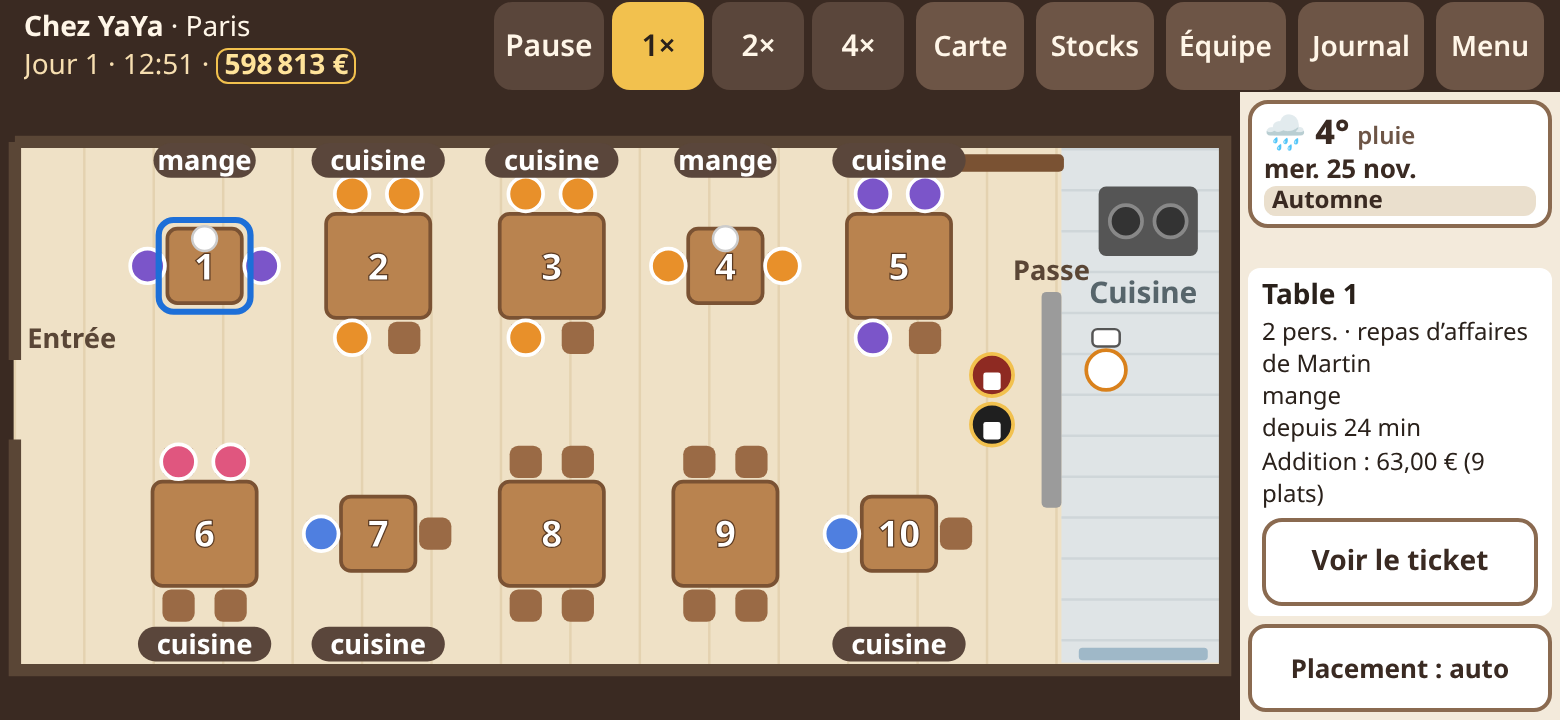 Chez YaYa · Paris
Jour 1 · 12:51 · 598 813 €
Pause
1×
2×
4×
Carte
Stocks
Équipe
Journal
Menu
mange
cuisine
cuisine
mange
cuisine
1
2
3
4
5
Passe
Cuisine
Entrée
6
7
8
9
10
cuisine
cuisine
cuisine
4° pluie
mer. 25 nov.
Automne
Table 1
2 pers. · repas d’affaires
de Martin
mange
depuis 24 min
Addition : 63,00 € (9
plats)
Voir le ticket
Placement : auto